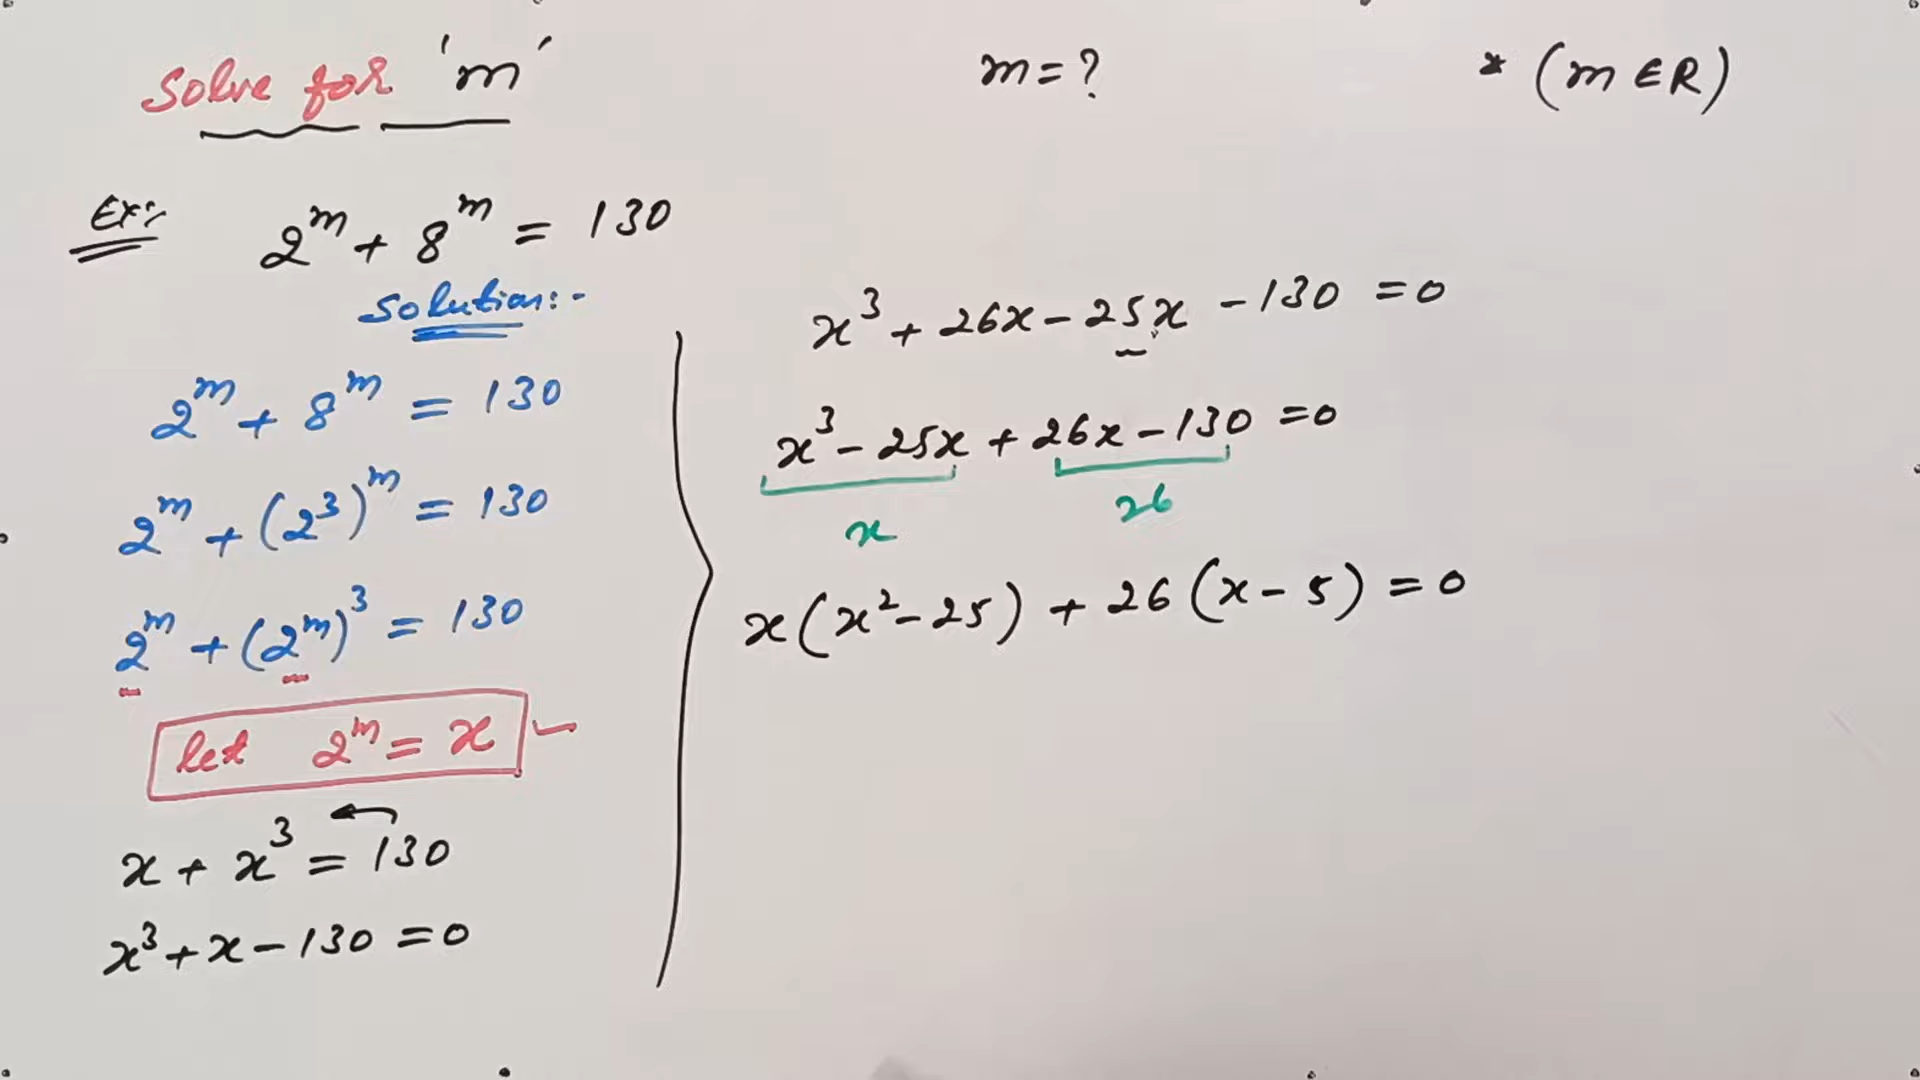 Solve for 'm'
m = ?
* (m ∈ R)
Ex:-
2^m + 8^m = 130
Solution:-
2^m + 8^m = 130
2^m + (2^3)^m = 130
2^m + (2^m)^3 = 130
let 2^m = x
x + x^3 = 130
x^3 + x - 130 = 0
x^3 + 26x - 25x - 130 = 0
x^3 - 25x + 26x - 130 = 0
x 26
x(x^2 - 25) + 26(x - 5) = 0